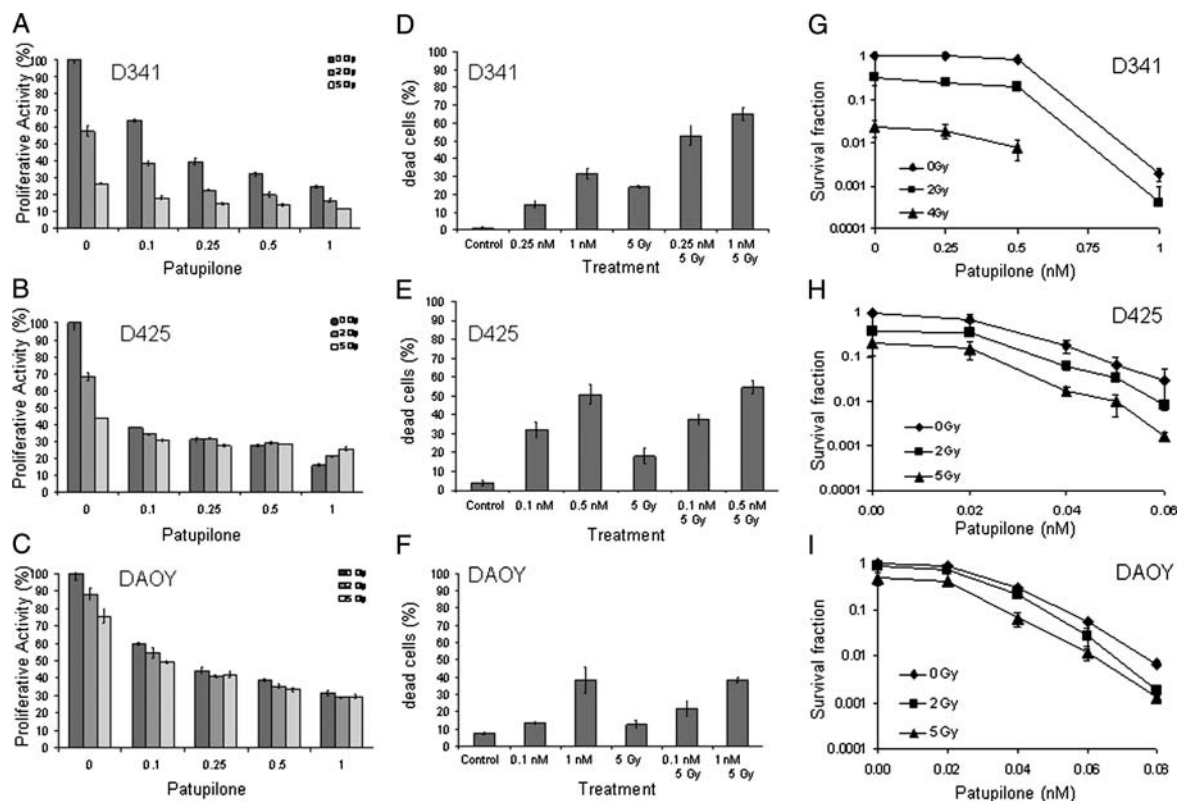 A
D341
Proliferative Activity (%)
100
90
80
70
60
50
40
30
20
10
0
0 0.1 0.25 0.5 1
Patupilone
B
D425
Proliferative Activity (%)
100
90
80
70
60
50
40
30
20
10
0
0 0.1 0.25 0.5 1
Patupilone
C
DAOY
Proliferative Activity (%)
100
90
80
70
60
50
40
30
20
10
0
0 0.1 0.25 0.5 1
Patupilone
D
D341
dead cells (%)
100
90
80
70
60
50
40
30
20
10
0
Control 0.25 nM 1 nM 5 Gy 0.25 nM 1 nM
5 Gy 5 Gy
Treatment
E
D425
dead cells (%)
100
90
80
70
60
50
40
30
20
10
0
Control 0.1 nM 0.5 nM 5 Gy 0.1 nM 0.5 nM
5 Gy 5 Gy
Treatment
F
DAOY
dead cells (%)
100
90
80
70
60
50
40
30
20
10
0
Control 0.1 nM 1 nM 5 Gy 0.1 nM 1 nM
5 Gy 5 Gy
Treatment
G
D341
Survival fraction
1
0.1
0.01
0.001
0.0001
0Gy
2Gy
4Gy
0 0.25 0.5 0.75 1
Patupilone (nM)
H
D425
Survival fraction
1
0.1
0.01
0.001
0.0001
0Gy
2Gy
5Gy
0.00 0.02 0.04 0.06
Patupilone (nM)
I
DAOY
Survival fraction
1
0.1
0.01
0.001
0.0001
0Gy
2Gy
5Gy
0.00 0.02 0.04 0.06 0.08
Patupilone (nM)